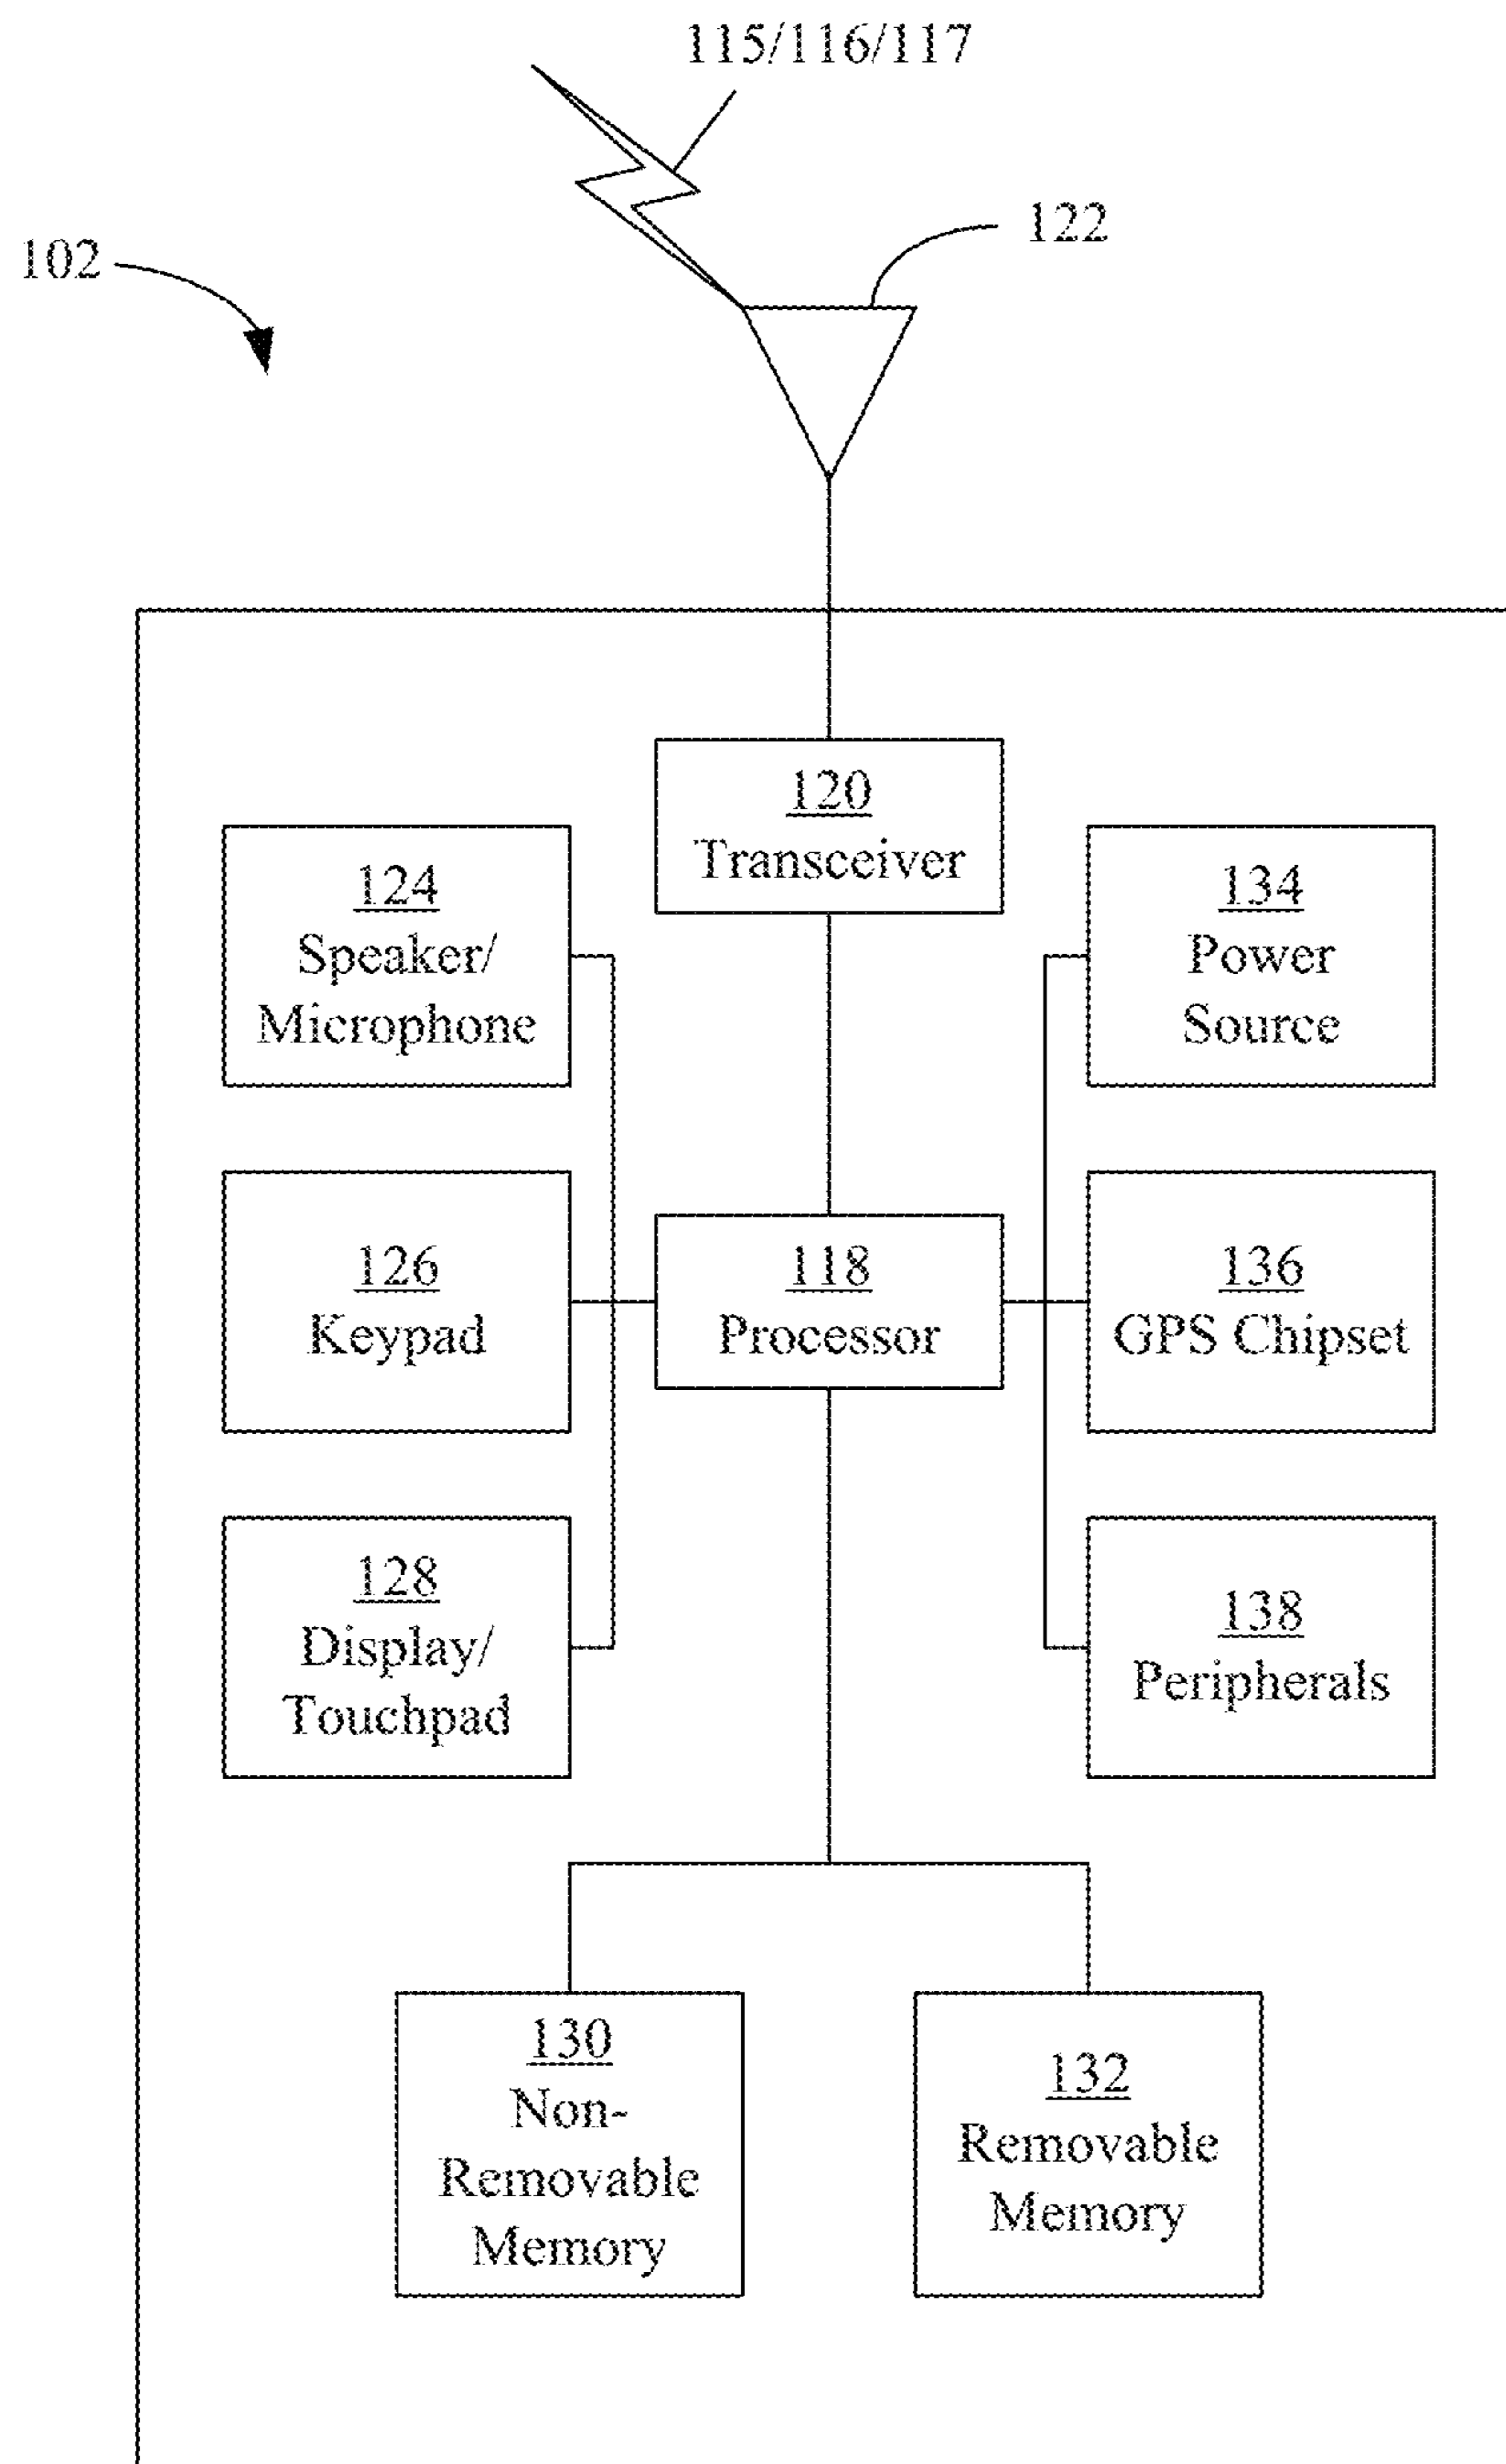 115/116/117
122
102
120
Transceiver
124
Speaker/
Microphone
134
Power
Source
126
Keypad
118
Processor
136
GPS Chipset
128
Display/
Touchpad
138
Peripherals
130
Non-
Removable
Memory
132
Removable
Memory